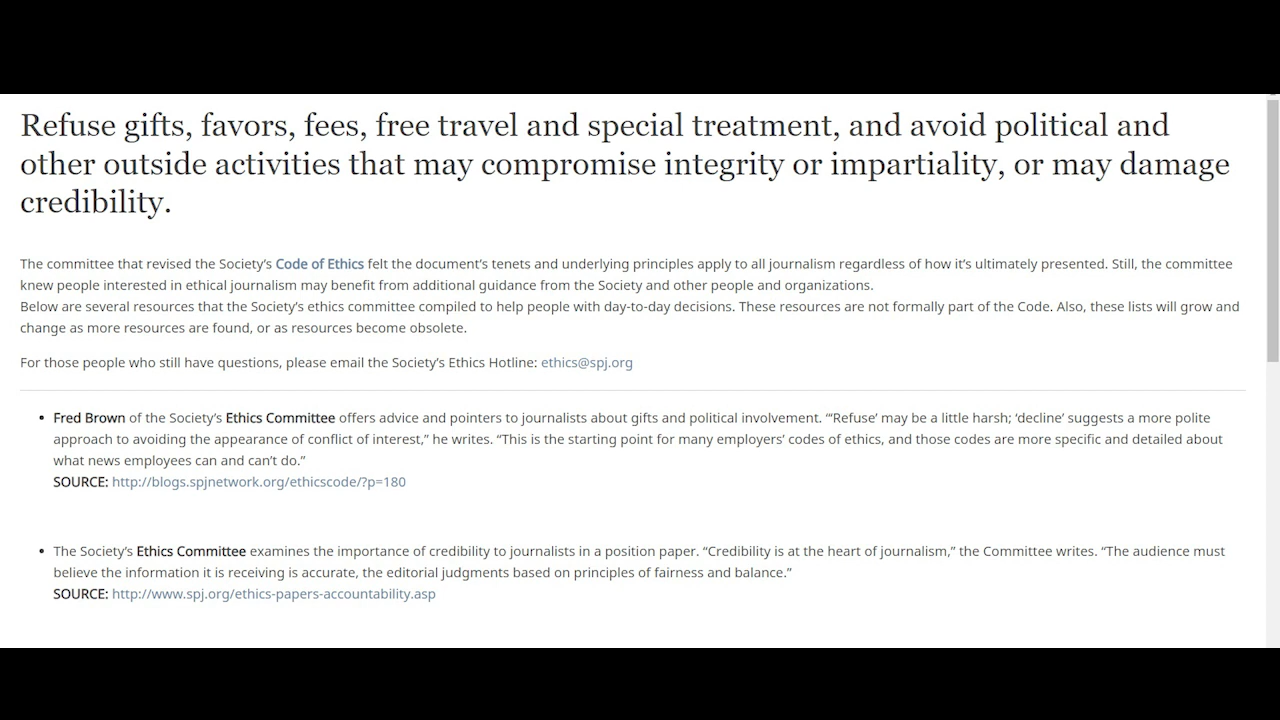 Refuse gifts, favors, fees, free travel and special treatment, and avoid political and
other outside activities that may compromise integrity or impartiality, or may damage
credibility.
The committee that revised the Society’s Code of Ethics felt the document’s tenets and underlying principles apply to all journalism regardless of how it’s ultimately presented. Still, the committee
knew people interested in ethical journalism may benefit from additional guidance from the Society and other people and organizations.
Below are several resources that the Society’s ethics committee compiled to help people with day-to-day decisions. These resources are not formally part of the Code. Also, these lists will grow and
change as more resources are found, or as resources become obsolete.
For those people who still have questions, please email the Society’s Ethics Hotline: ethics@spj.org
• Fred Brown of the Society’s Ethics Committee offers advice and pointers to journalists about gifts and political involvement. “‘Refuse’ may be a little harsh; ‘decline’ suggests a more polite
approach to avoiding the appearance of conflict of interest,” he writes. “This is the starting point for many employers’ codes of ethics, and those codes are more specific and detailed about
what news employees can and can’t do.”
SOURCE: http://blogs.spjnetwork.org/ethicscode/?p=180
• The Society’s Ethics Committee examines the importance of credibility to journalists in a position paper. “Credibility is at the heart of journalism,” the Committee writes. “The audience must
believe the information it is receiving is accurate, the editorial judgments based on principles of fairness and balance.”
SOURCE: http://www.spj.org/ethics-papers-accountability.asp